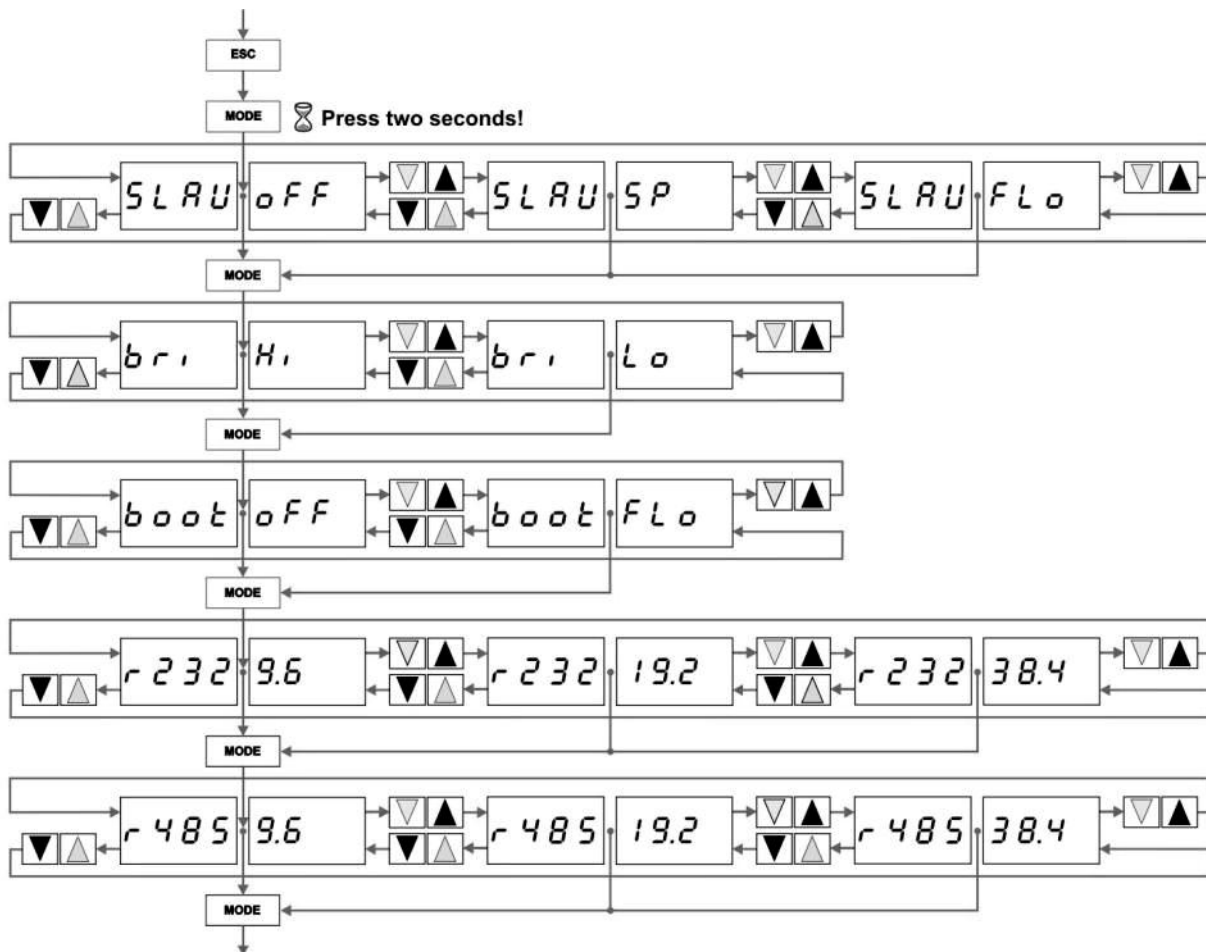 ESC
MODE
Press two seconds!
SLAU oFF SLAU SP SLAU FLo
MODE
bri Hi bri Lo
MODE
boot oFF boot FLo
MODE
r232 9.6 r232 19.2 r232 38.4
MODE
r485 9.6 r485 19.2 r485 38.4
MODE